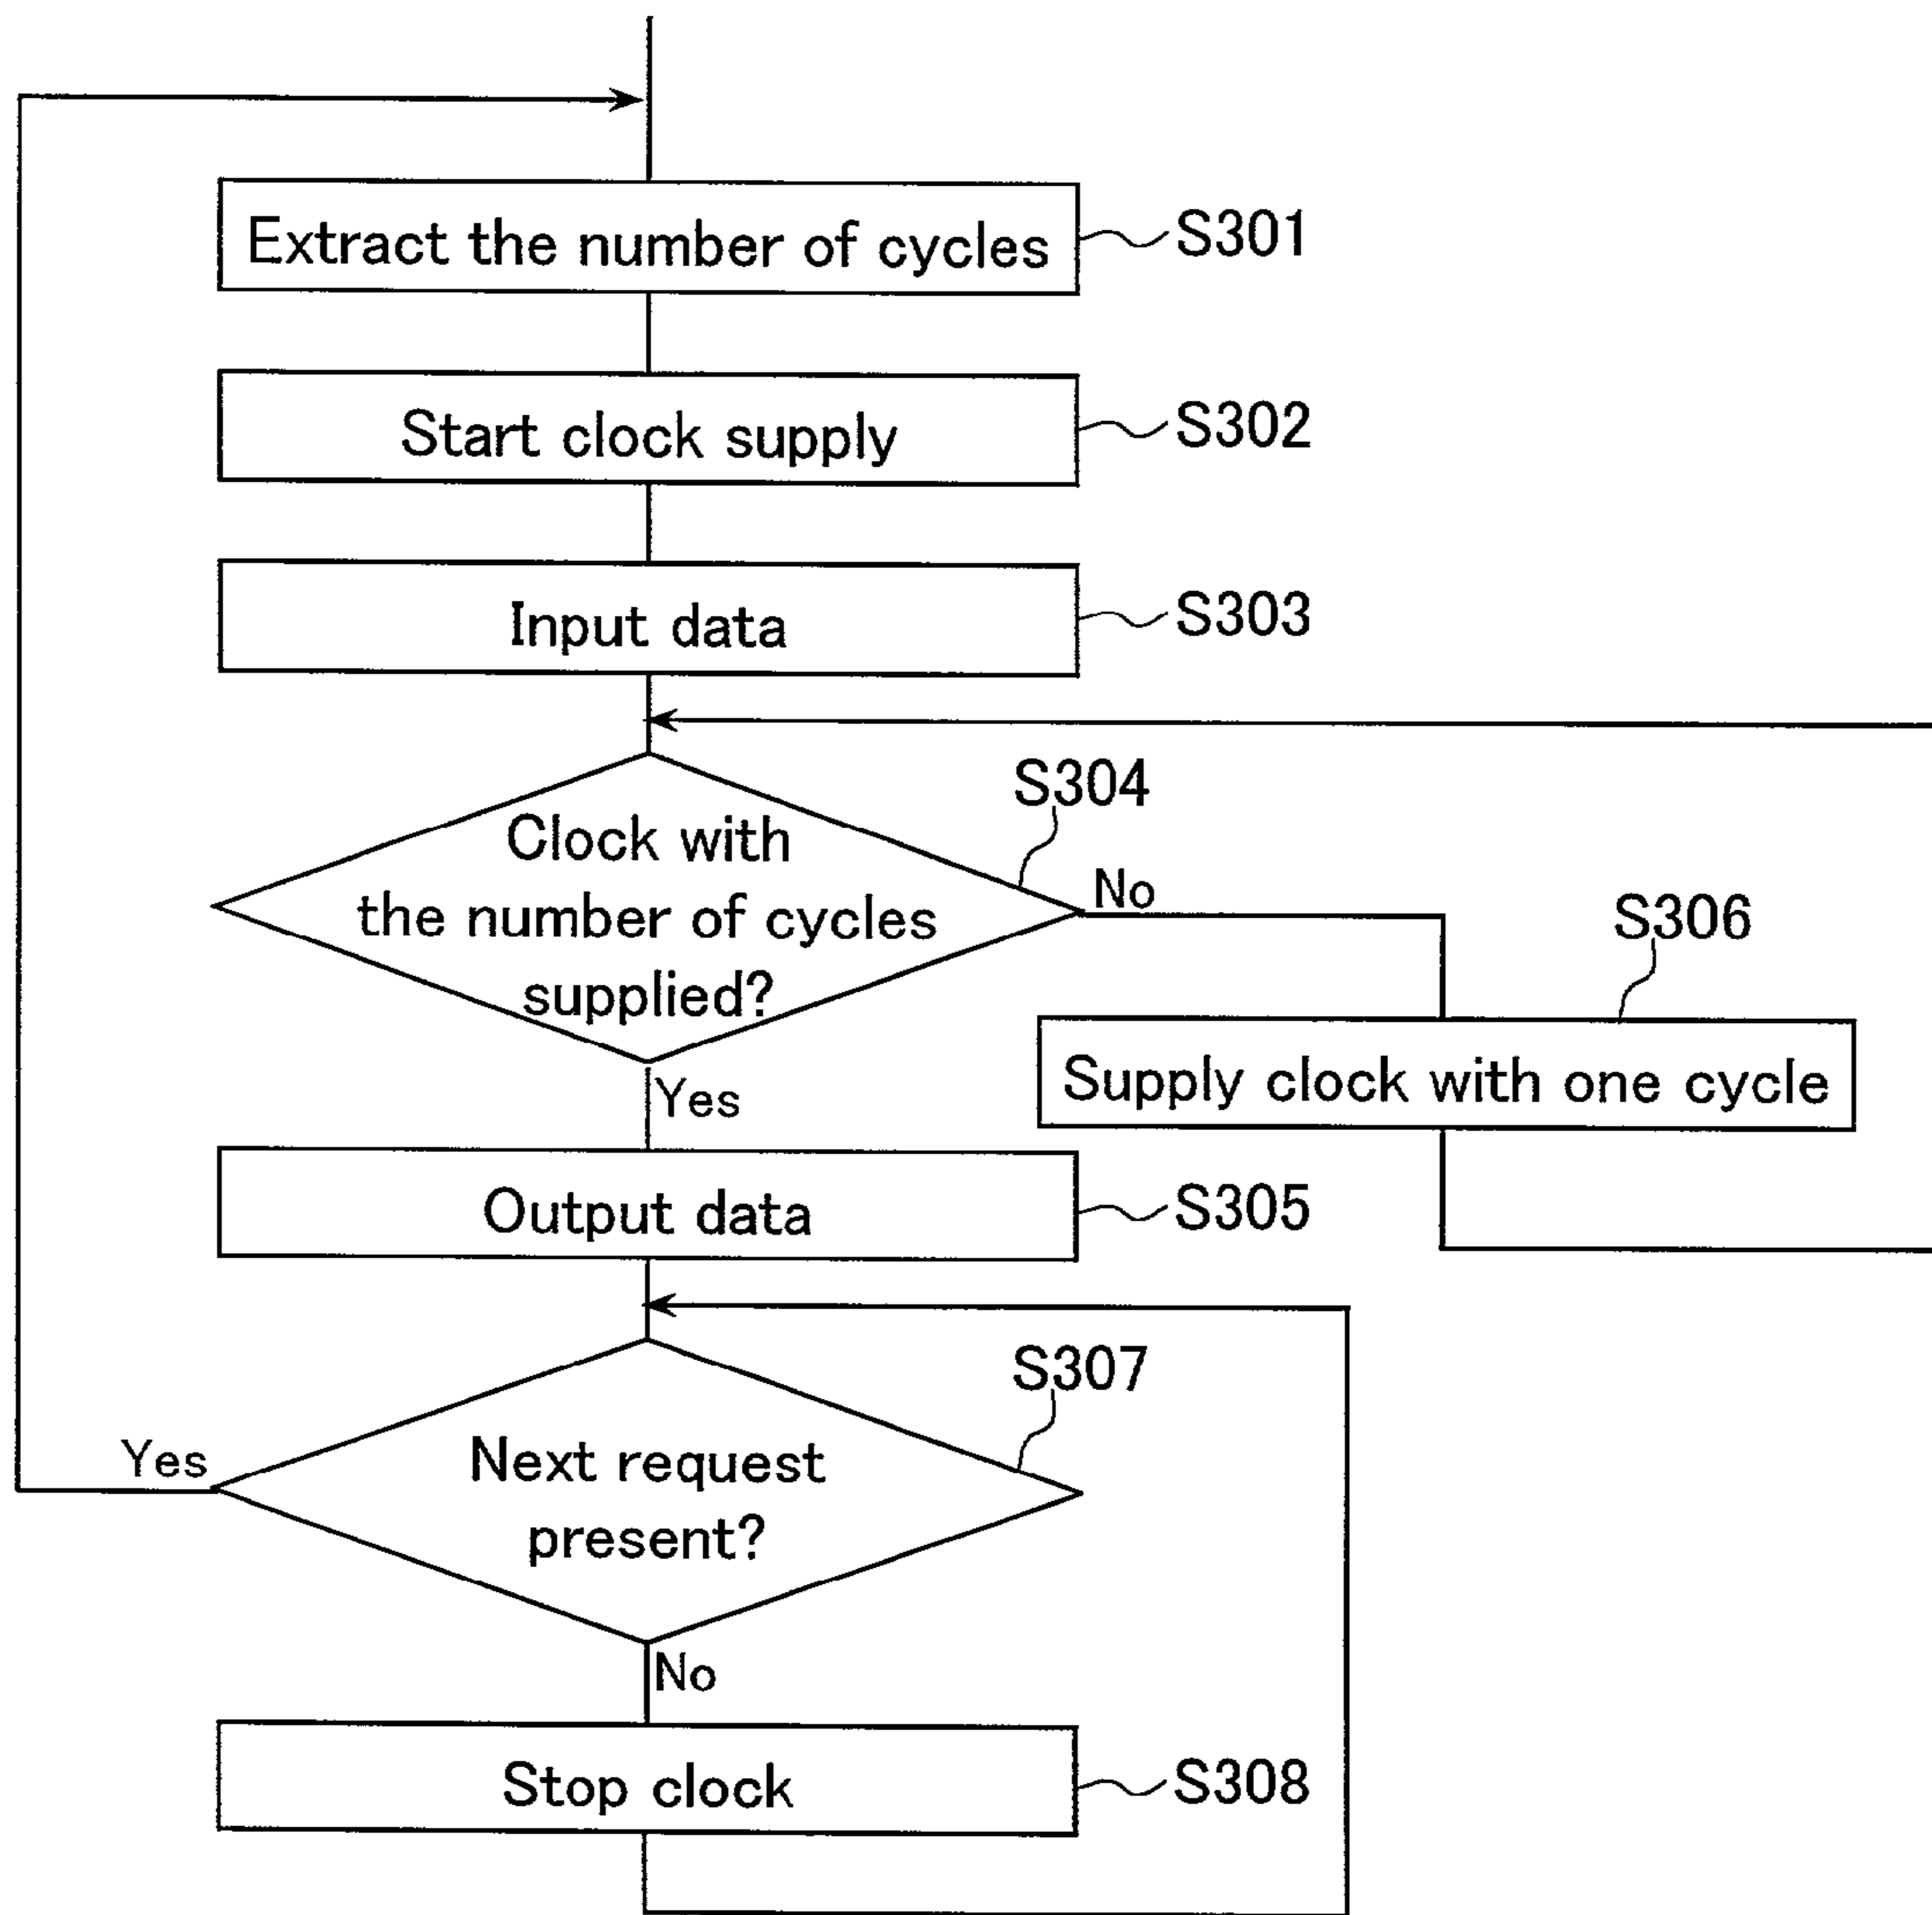 Extract the number of cycles
S301
Start clock supply
S302
Input data
S303
S304
Clock with
the number of cycles
supplied?
No
S306
Supply clock with one cycle
Yes
Output data
S305
S307
Next request
present?
Yes
No
Stop clock
S308